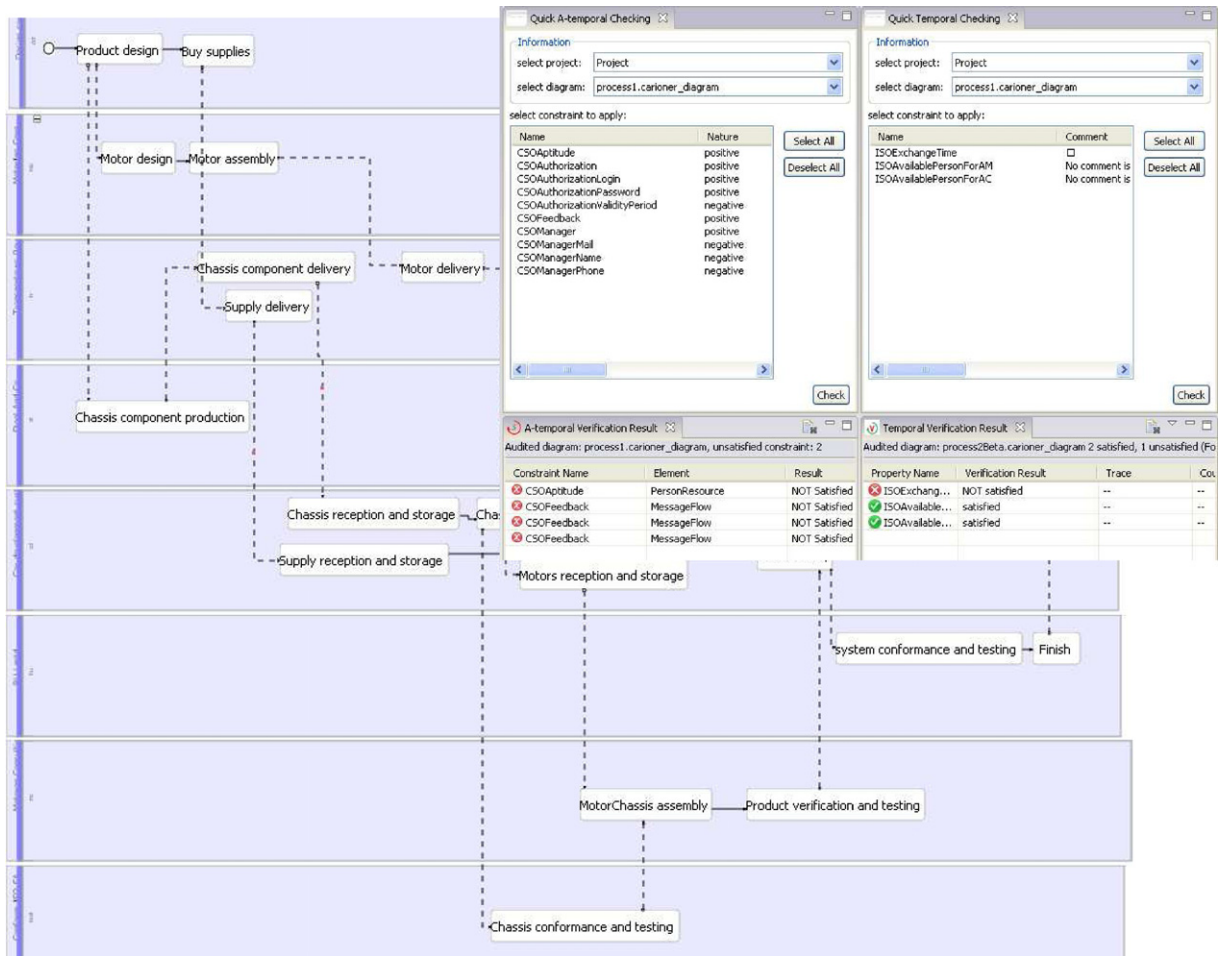 Product design
Buy supplies
Motor design
Motor assembly
Chassis component delivery
Motor delivery
Supply delivery
Chassis component production
Chassis reception and storage
Supply reception and storage
Motors reception and storage
system conformance and testing
Finish
MotorChassis assembly
Product verification and testing
Chassis conformance and testing
Quick A-temporal Checking
Information
select project: Project
select diagram: process1.carioner_diagram
select constraint to apply:
Name Nature
CSOAptitude positive
CSOAuthorization positive
CSOAuthorizationLogin positive
CSOAuthorizationPassword positive
CSOAuthorizationValidityPeriod negative
CSOFeedback positive
CSOManager positive
CSOManagerMail negative
CSOManagerName negative
CSOManagerPhone negative
Select All
Deselect All
Check
Quick Temporal Checking
Information
select project: Project
select diagram: process1.carioner_diagram
select constraint to apply:
Name Comment
ISOExchangeTime
ISOAvailablePersonForAM No comment is
ISOAvailablePersonForAC No comment is
Select All
Deselect All
Check
A-temporal Verification Result
Audited diagram: process1.carioner_diagram, unsatisfied constraint: 2
Constraint Name Element Result
CSOAptitude PersonResource NOT Satisfied
CSOFeedback MessageFlow NOT Satisfied
CSOFeedback MessageFlow NOT Satisfied
CSOFeedback MessageFlow NOT Satisfied
Temporal Verification Result
Audited diagram: process2Beta.carioner_diagram 2 satisfied, 1 unsatisfied (Fo
Property Name Verification Result Trace Cou
ISOExchang... NOT satisfied -- --
ISOAvailable... satisfied -- --
ISOAvailable... satisfied -- --